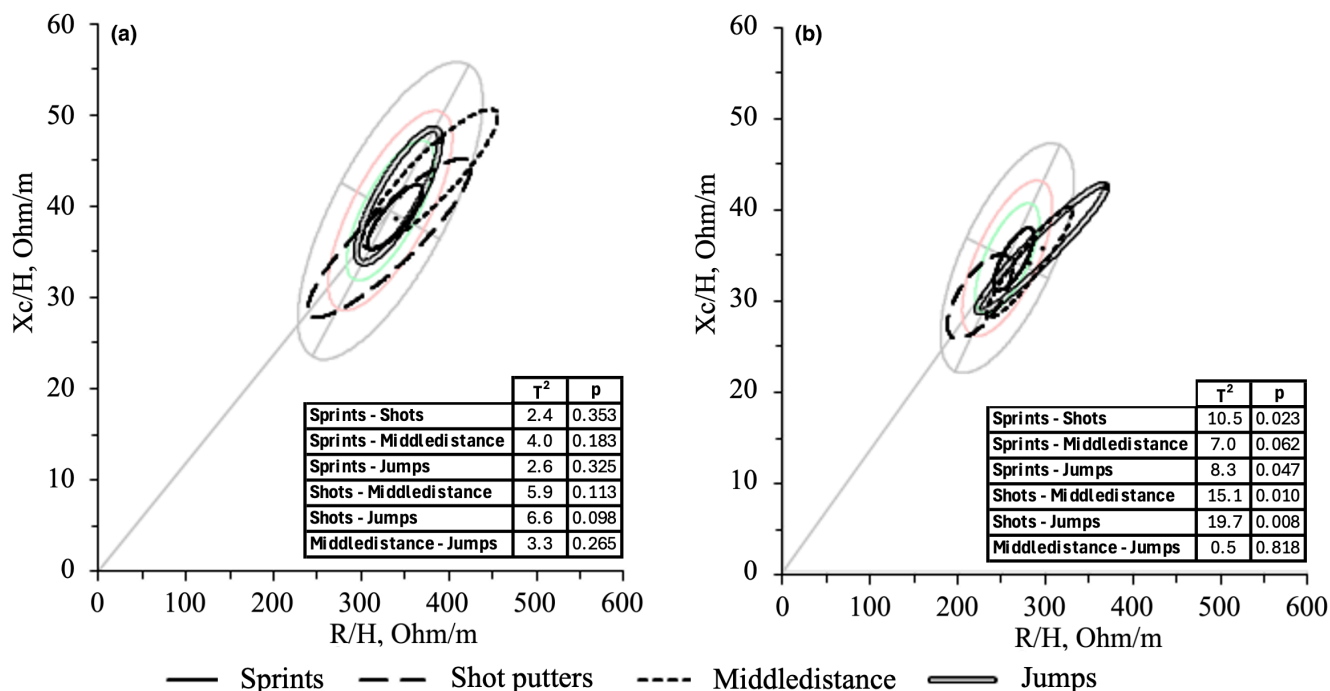 (a)
60
50
40
30
20
10
0
Xc/H, Ohm/m
0 100 200 300 400 500 600
R/H, Ohm/m
T² p
Sprints - Shots 2.4 0.353
Sprints - Middledistance 4.0 0.183
Sprints - Jumps 2.6 0.325
Shots - Middledistance 5.9 0.113
Shots - Jumps 6.6 0.098
Middledistance - Jumps 3.3 0.265
(b)
60
50
40
30
20
10
0
Xc/H, Ohm/m
0 100 200 300 400 500 600
R/H, Ohm/m
T² p
Sprints - Shots 10.5 0.023
Sprints - Middledistance 7.0 0.062
Sprints - Jumps 8.3 0.047
Shots - Middledistance 15.1 0.010
Shots - Jumps 19.7 0.008
Middledistance - Jumps 0.5 0.818
Sprints Shot putters Middledistance Jumps